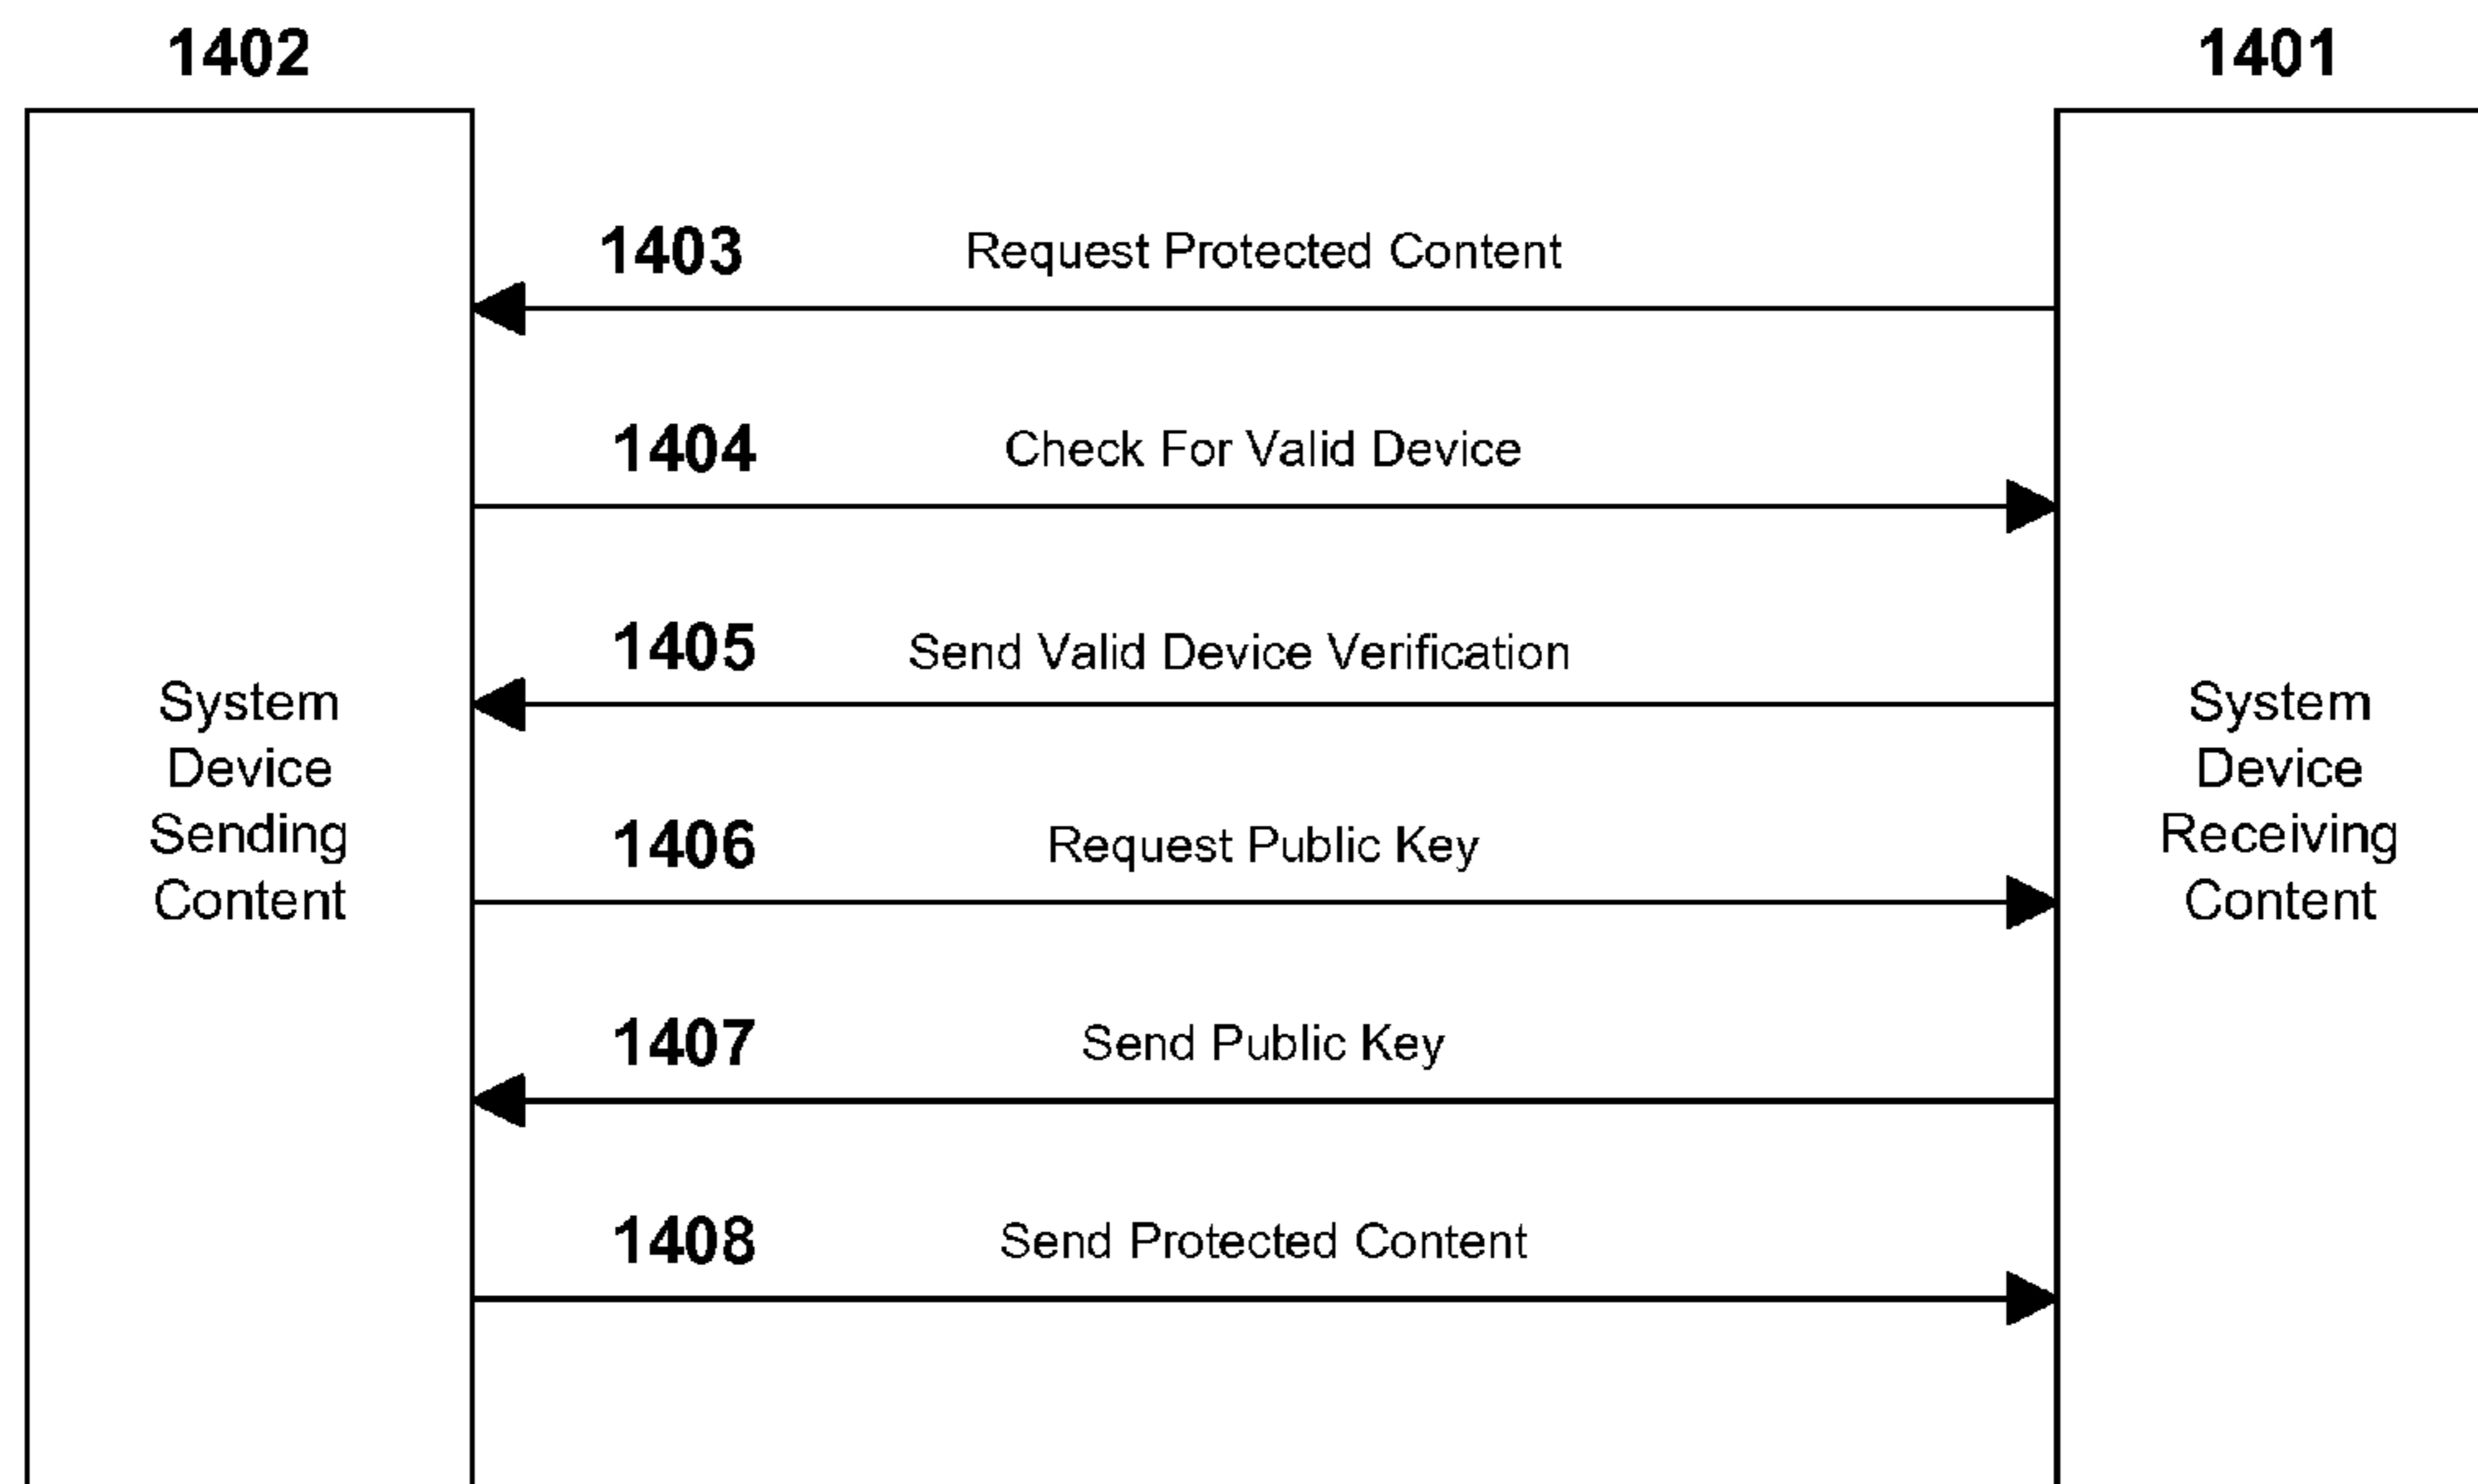 1402
1401
1403 Request Protected Content
1404 Check For Valid Device
1405 Send Valid Device Verification
System
Device
Sending
Content
System
Device
Receiving
Content
1406 Request Public Key
1407 Send Public Key
1408 Send Protected Content